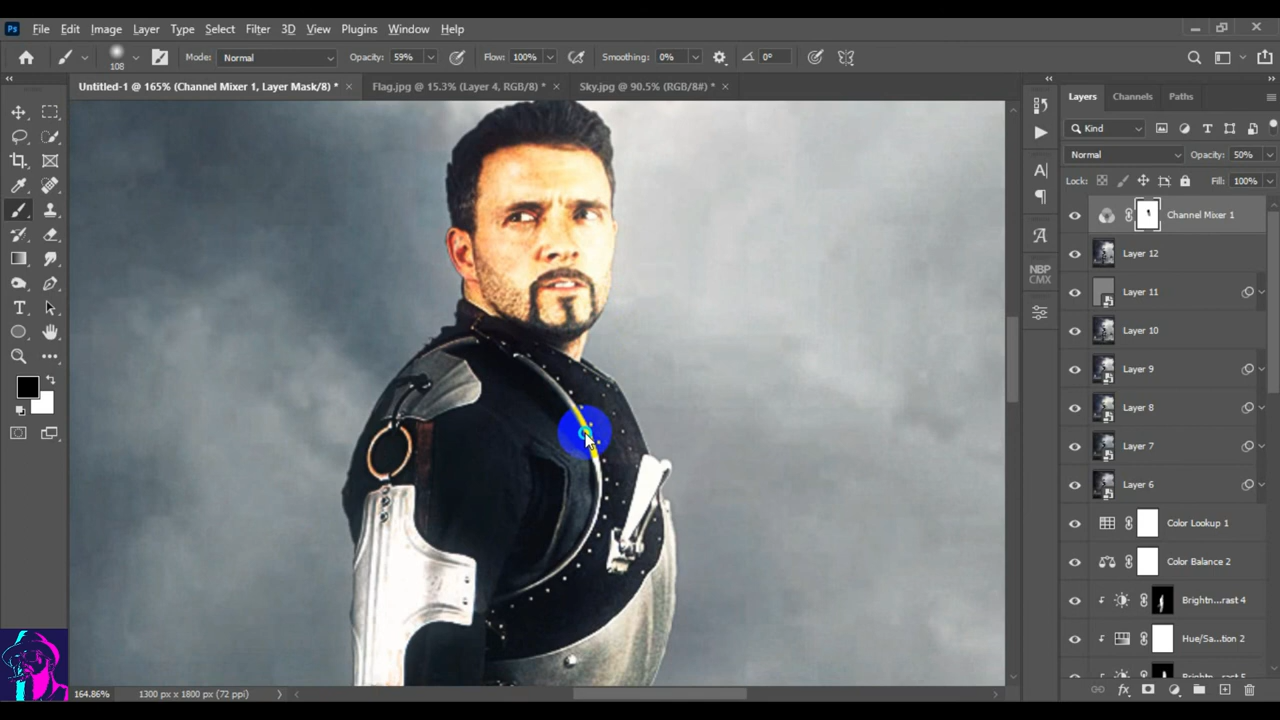 Ps File Edit Image Layer Type Select Filter 3D View Plugins Window Help
108 Mode: Normal Opacity: 59% Flow: 100% Smoothing: 0% 0°
Untitled-1 @ 165% (Channel Mixer 1, Layer Mask/8) * × Flag.jpg @ 15.3% (Layer 4, RGB/8) * × Sky.jpg @ 90.5% (RGB/8#) * ×
Layers Channels Paths
Kind
Normal Opacity: 50%
Lock: Fill: 100%
Channel Mixer 1
Layer 12
NBP
CMX
Layer 11
Layer 10
Layer 9
Layer 8
Layer 7
Layer 6
Color Lookup 1
Color Balance 2
Brightn...rast 4
Hue/Sa...tion 2
164.86% 1300 px x 1800 px (72 ppi)